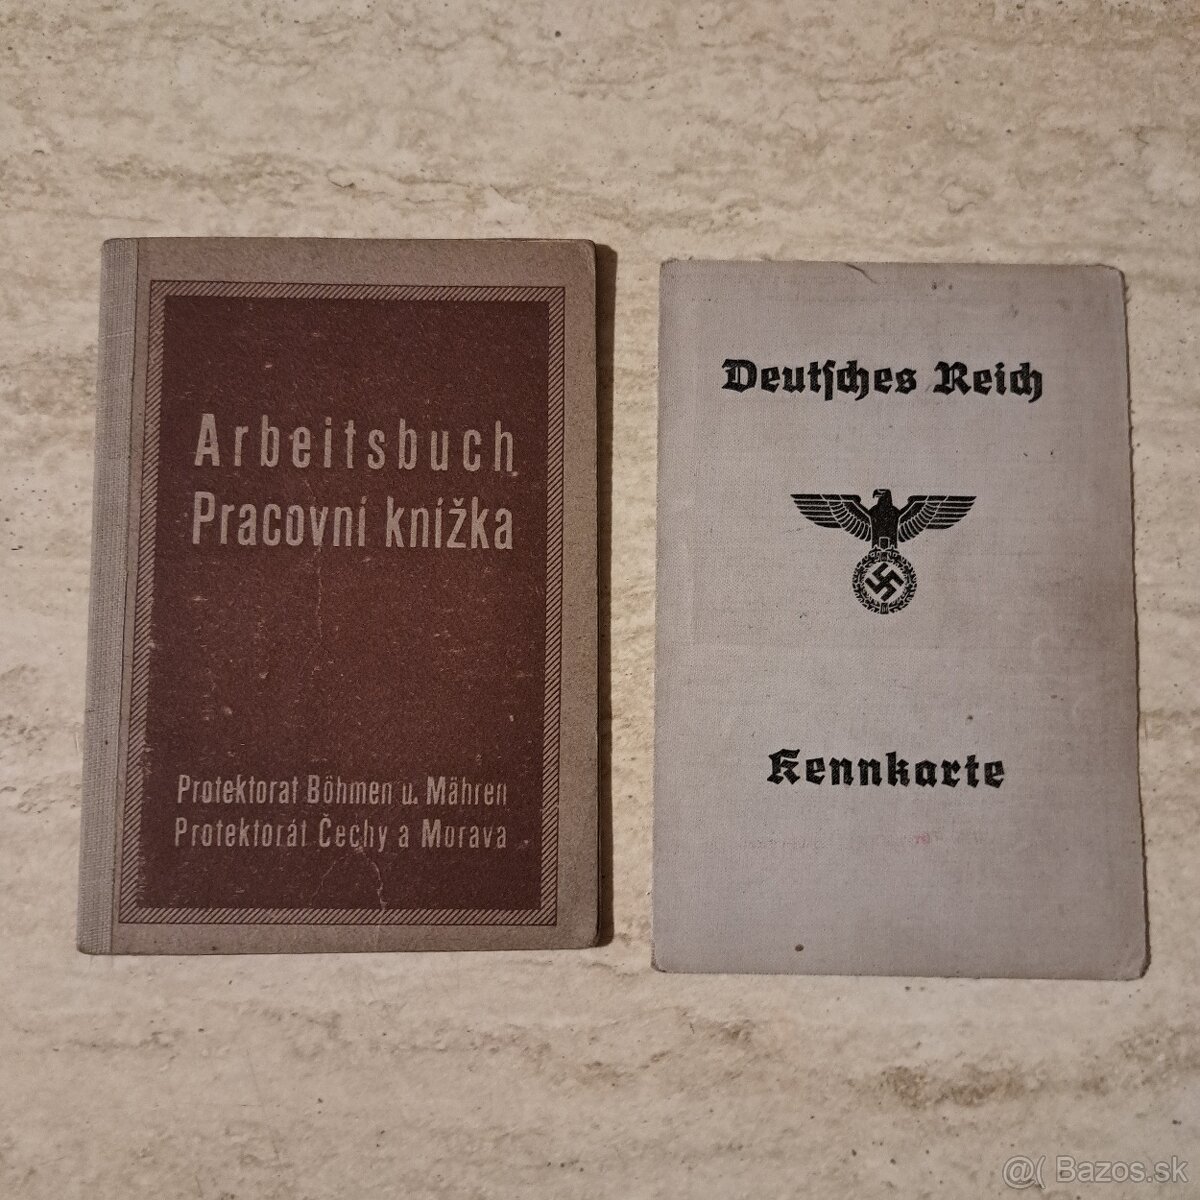 Arbeitsbuch
Pracovní knížka
Protektorat Böhmen u. Mähren
Protektorát Čechy a Morava
Deutſches Reich
Kennkarte
@( Bazos.sk